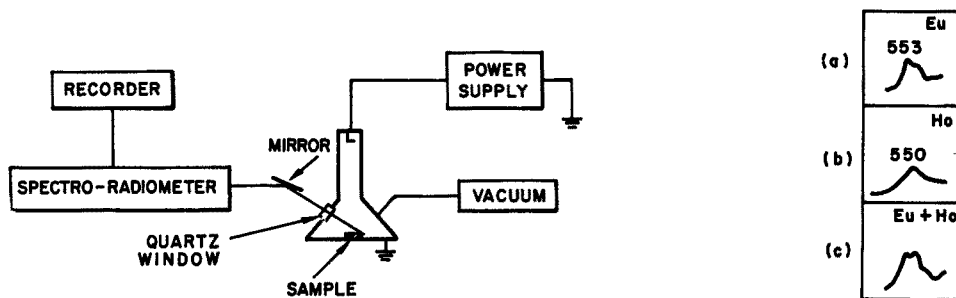 RECORDER
SPECTRO-RADIOMETER
MIRROR
QUARTZ
WINDOW
SAMPLE
POWER
SUPPLY
VACUUM
(a)
Eu
553
(b)
Ho
550
(c)
Eu + Ho